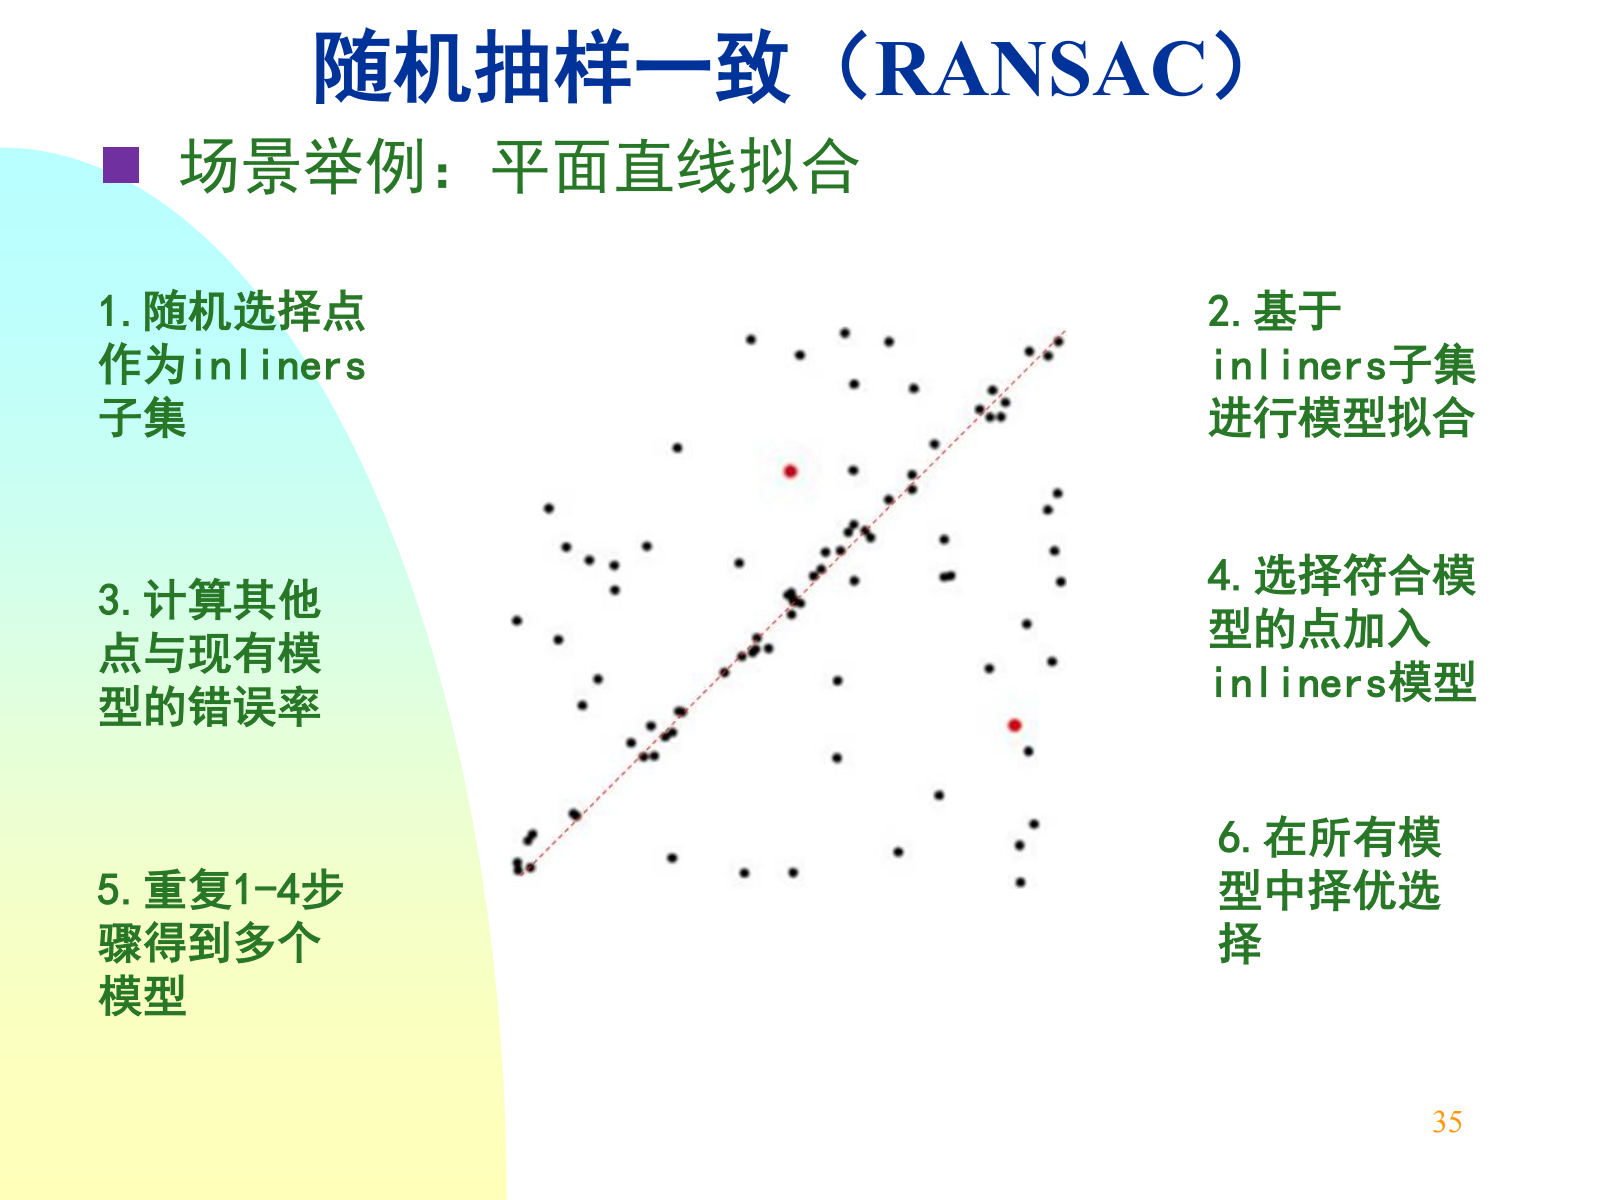 随机抽样一致（RANSAC）
场景举例：平面直线拟合
1.随机选择点
作为inliners
子集
2.基于
inliners子集
进行模型拟合
3.计算其他
点与现有模
型的错误率
4.选择符合模
型的点加入
inliners模型
5.重复1-4步
骤得到多个
模型
6.在所有模
型中择优选
择
35